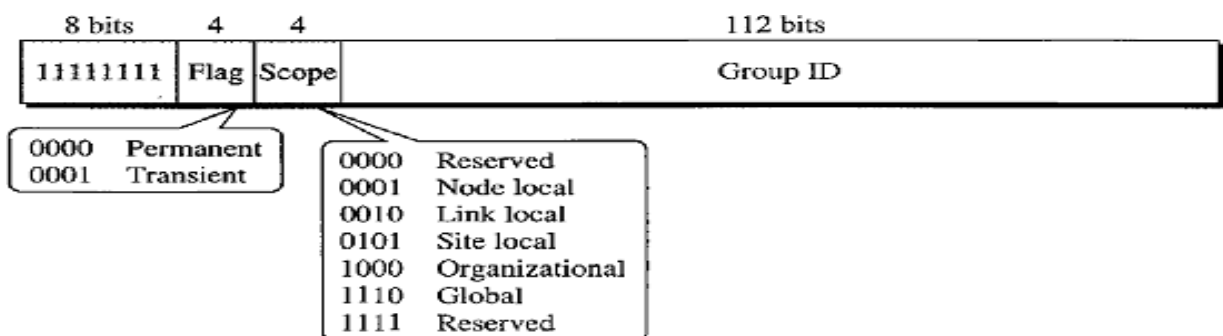 8 bits 4 4 112 bits
11111111 Flag Scope Group ID
0000 Permanent
0001 Transient
0000 Reserved
0001 Node local
0010 Link local
0101 Site local
1000 Organizational
1110 Global
1111 Reserved